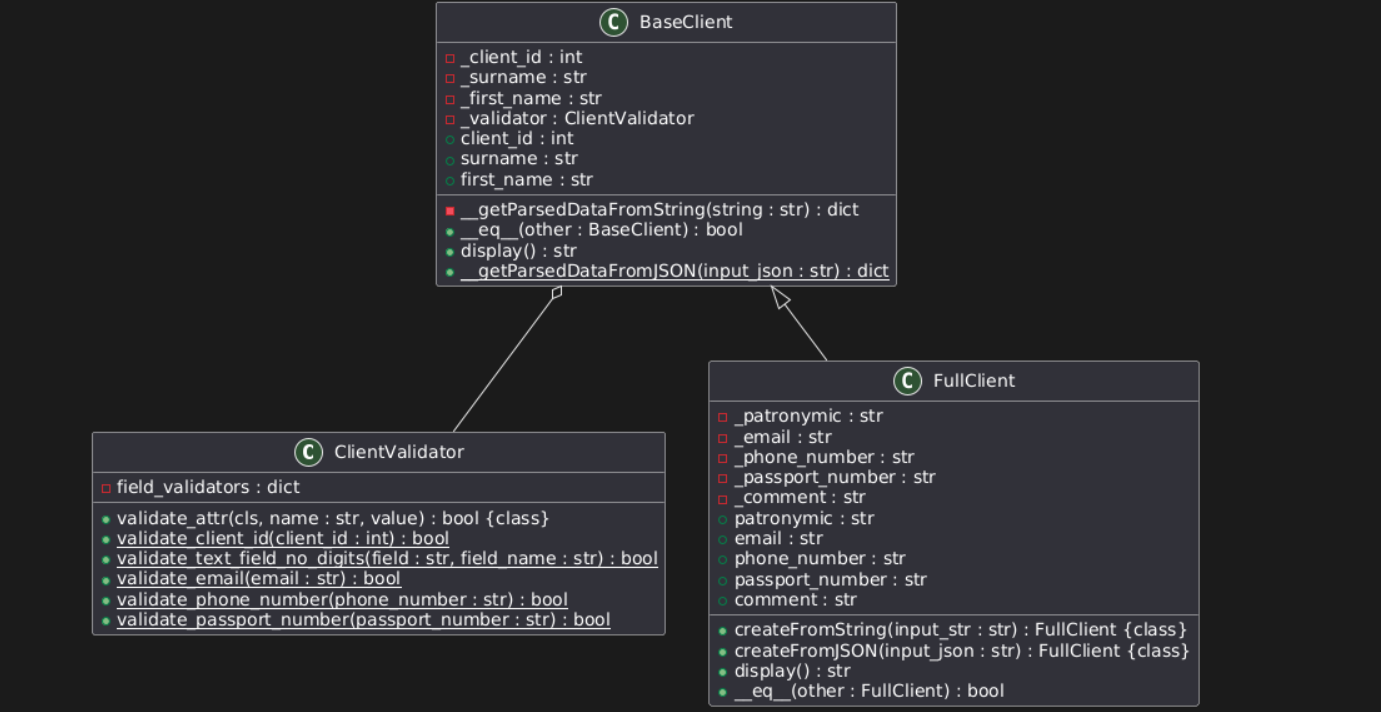 C BaseClient
_client_id : int
_surname : str
_first_name : str
_validator : ClientValidator
client_id : int
surname : str
first_name : str
__getParsedDataFromString(string : str) : dict
__eq__(other : BaseClient) : bool
display() : str
__getParsedDataFromJSON(input_json : str) : dict
C ClientValidator
field_validators : dict
validate_attr(cls, name : str, value) : bool {class}
validate_client_id(client_id : int) : bool
validate_text_field_no_digits(field : str, field_name : str) : bool
validate_email(email : str) : bool
validate_phone_number(phone_number : str) : bool
validate_passport_number(passport_number : str) : bool
C FullClient
_patronymic : str
_email : str
_phone_number : str
_passport_number : str
_comment : str
patronymic : str
email : str
phone_number : str
passport_number : str
comment : str
createFromString(input_str : str) : FullClient {class}
createFromJSON(input_json : str) : FullClient {class}
display() : str
__eq__(other : FullClient) : bool